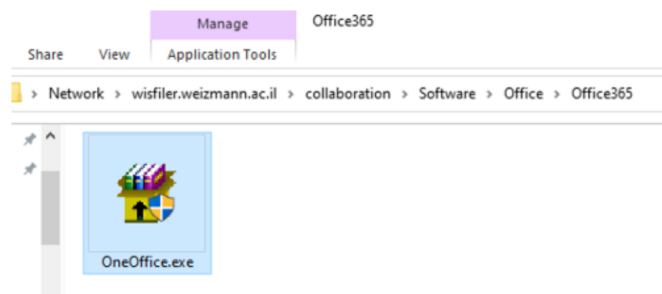 Manage
Office365
Share
View
Application Tools
Network > wisfiler.weizmann.ac.il > collaboration > Software > Office > Office365
OneOffice.exe